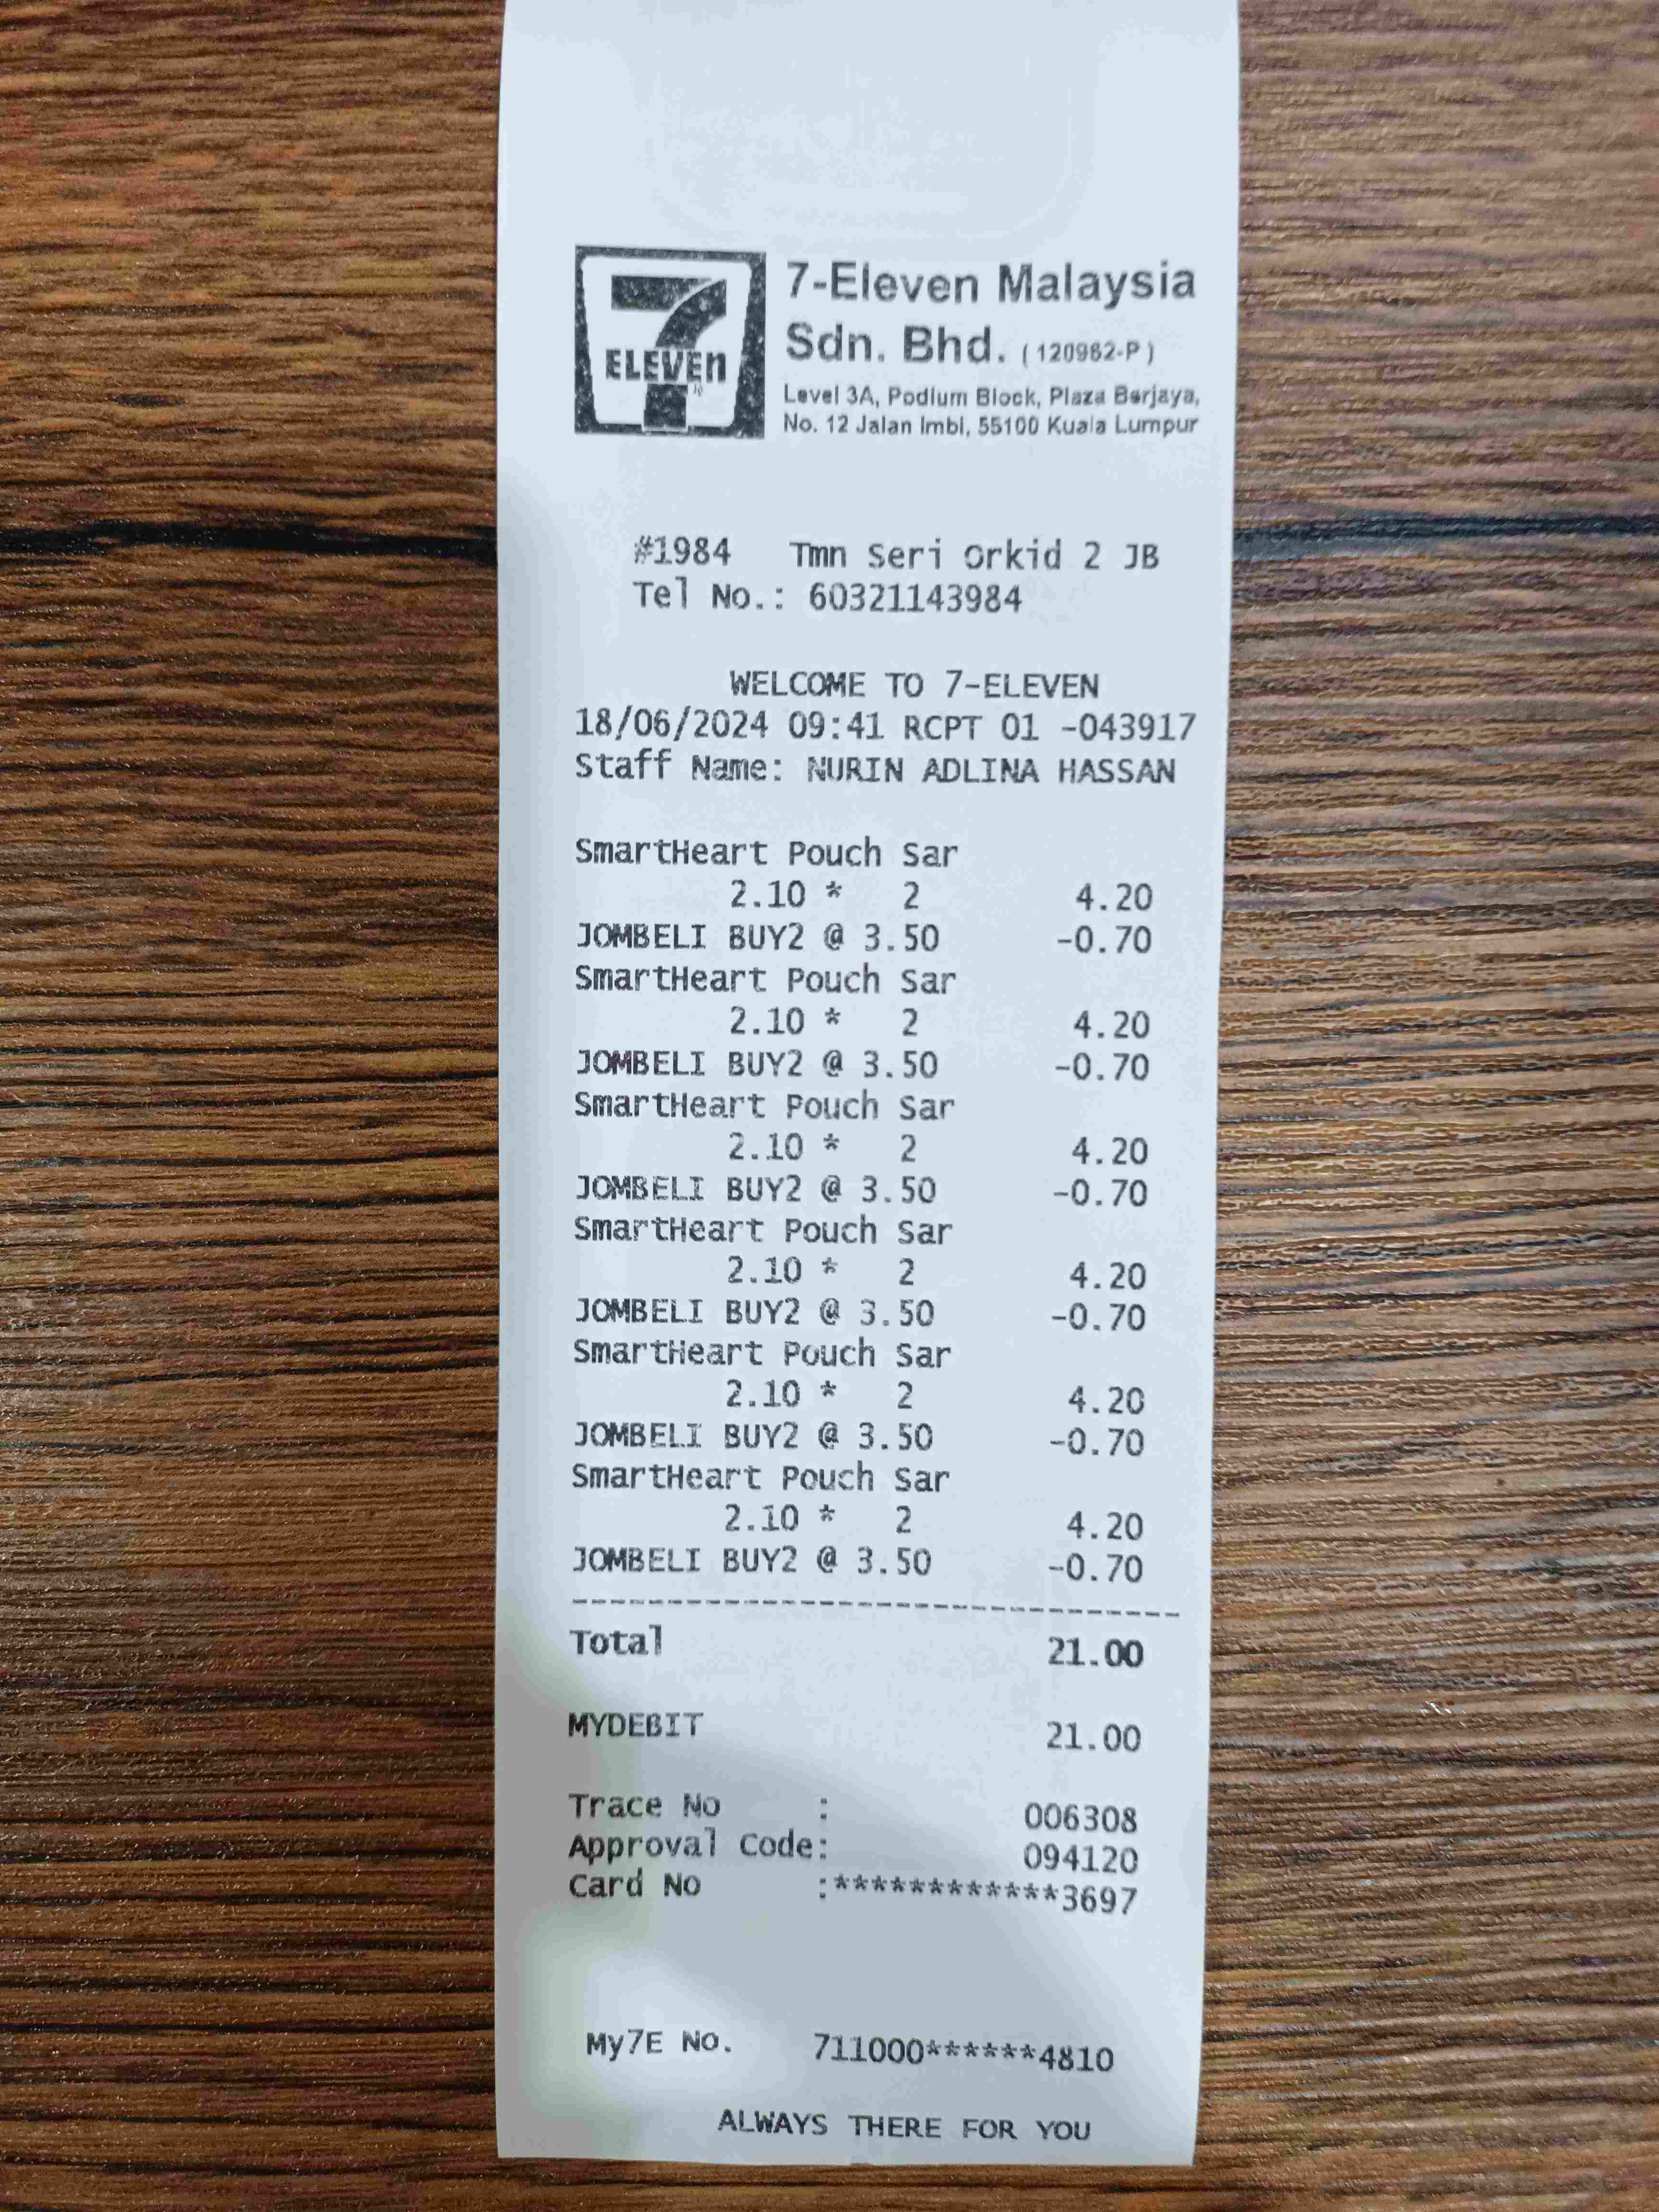 7
ELEVEn
7-Eleven Malaysia
Sdn. Bhd. ( 120962-P )
Level 3A, Podium Block, Plaza Berjaya,
No. 12 Jalan Imbi, 55100 Kuala Lumpur
#1984 Tmn Seri Orkid 2 JB
Tel No.: 60321143984
WELCOME TO 7-ELEVEN
18/06/2024 09:41 RCPT 01 -043917
Staff Name: NURIN ADLINA HASSAN
SmartHeart Pouch Sar
2.10 * 2 4.20
JOMBELI BUY2 @ 3.50 -0.70
SmartHeart Pouch Sar
2.10 * 2 4.20
JOMBELI BUY2 @ 3.50 -0.70
SmartHeart Pouch Sar
2.10 * 2 4.20
JOMBELI BUY2 @ 3.50 -0.70
SmartHeart Pouch Sar
2.10 * 2 4.20
JOMBELI BUY2 @ 3.50 -0.70
SmartHeart Pouch Sar
2.10 * 2 4.20
JOMBELI BUY2 @ 3.50 -0.70
SmartHeart Pouch Sar
2.10 * 2 4.20
JOMBELI BUY2 @ 3.50 -0.70
--------------------------------
Total 21.00
MYDEBIT 21.00
Trace No : 006308
Approval Code: 094120
Card No :************3697
My7E No. 711000******4810
ALWAYS THERE FOR YOU